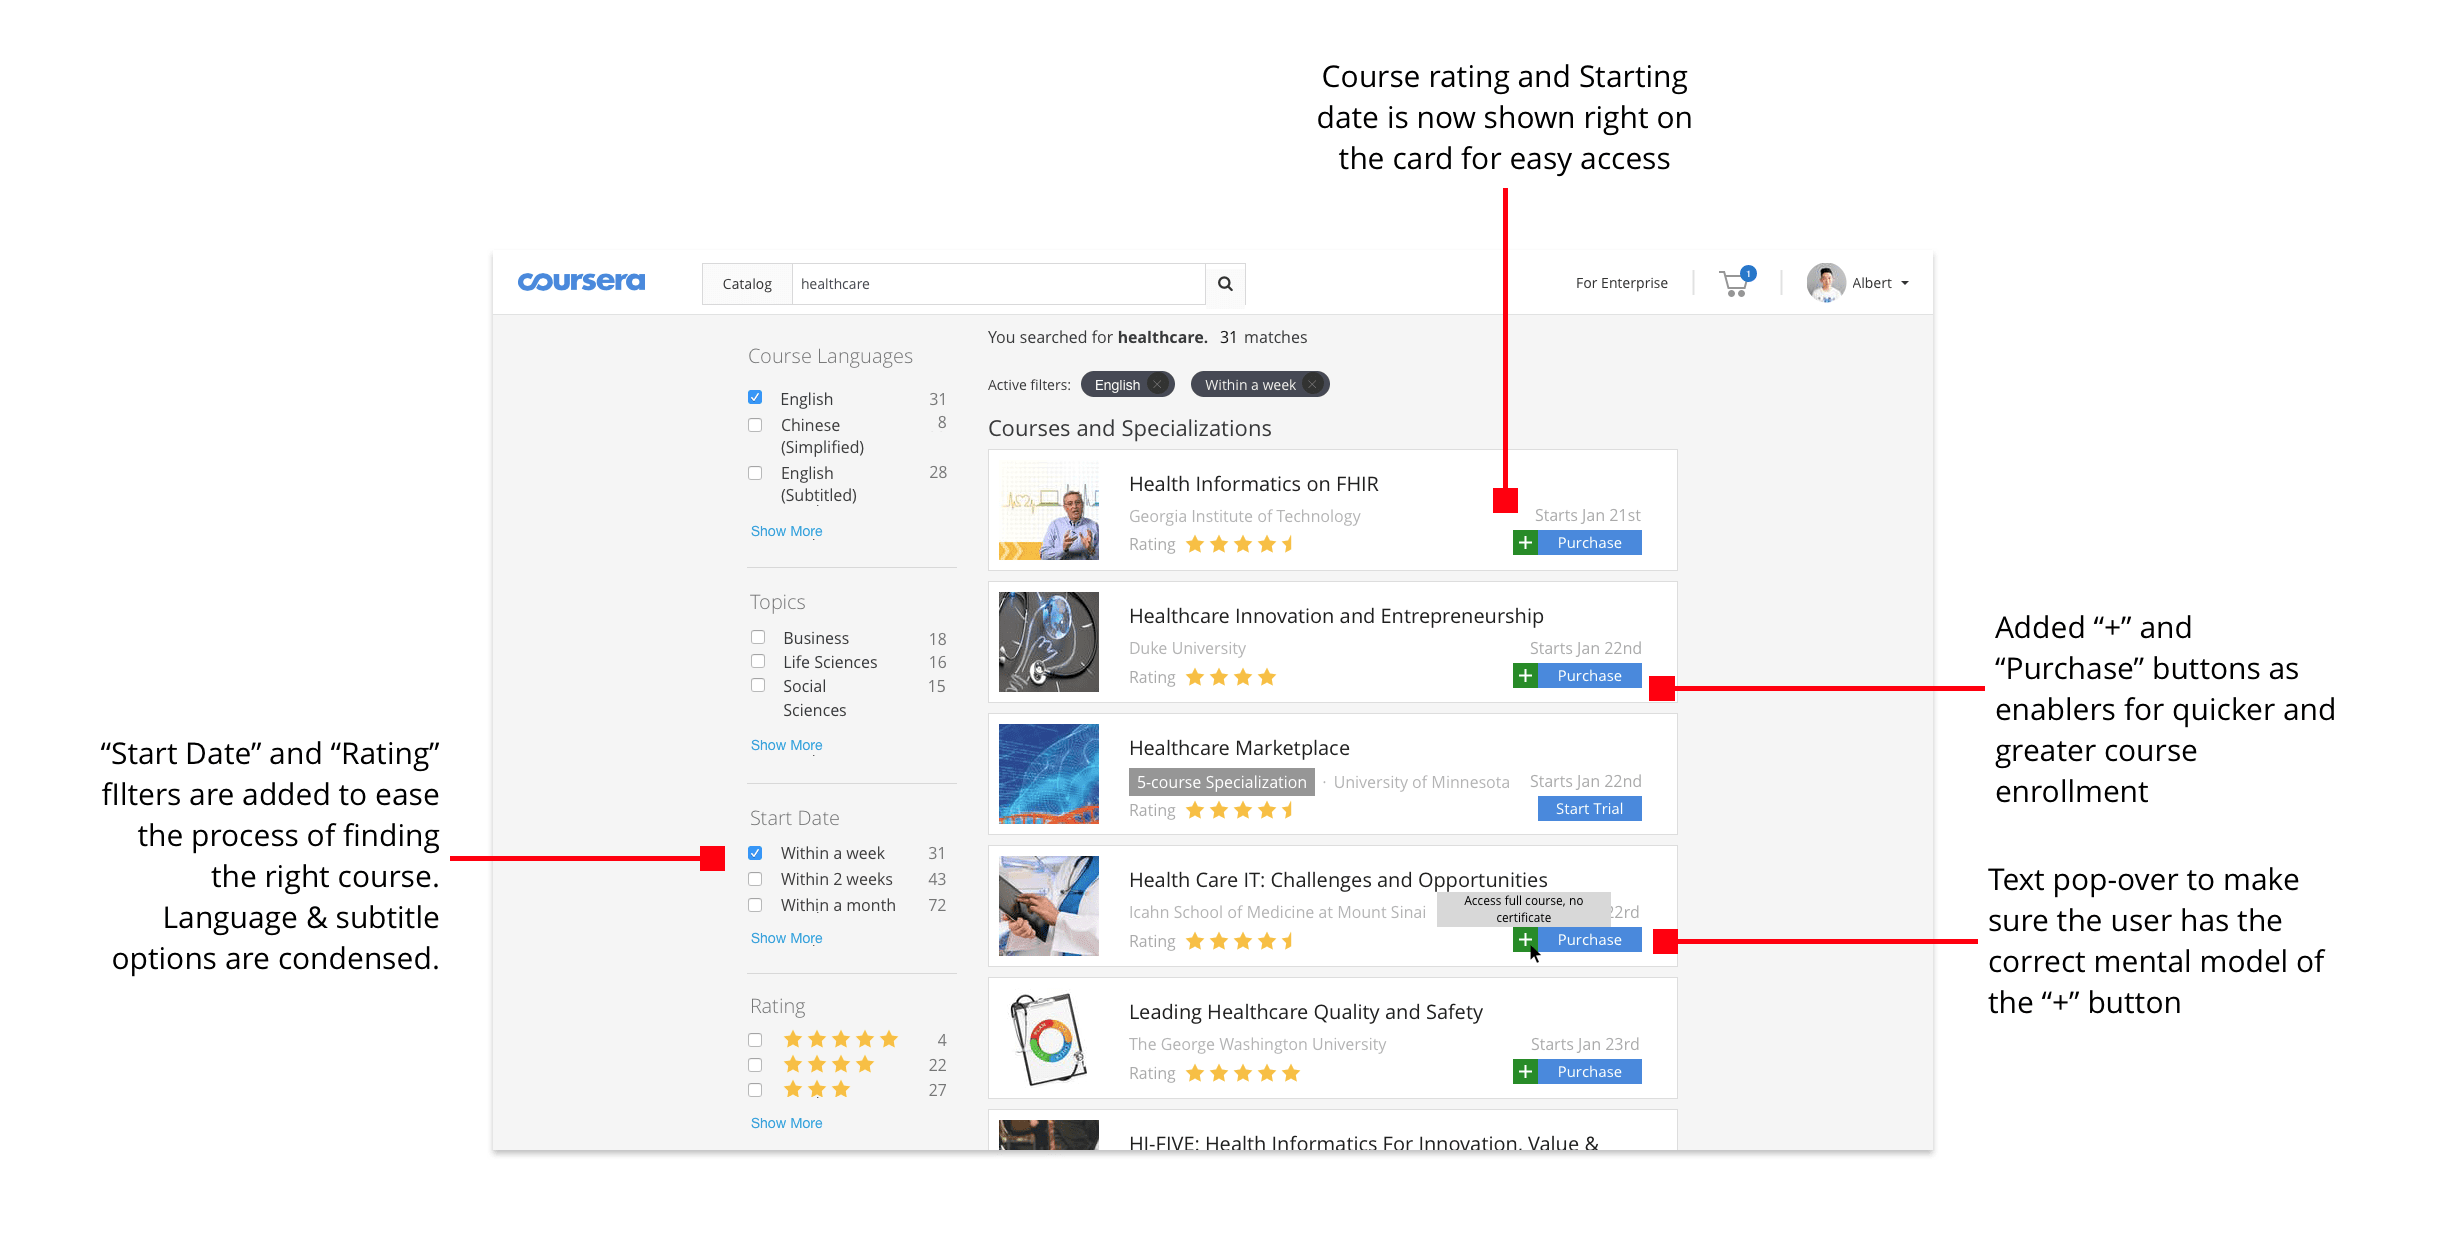 Course rating and Starting
date is now shown right on
the card for easy access
coursera
Catalog
healthcare
For Enterprise
1
Albert
You searched for healthcare. 31 matches
Active filters: English Within a week
Course Languages
English 31
Chinese 8
(Simplified)
English 28
(Subtitled)
Show More
Topics
Business 18
Life Sciences 16
Social 15
Sciences
Show More
Start Date
Within a week 31
Within 2 weeks 43
Within a month 72
Show More
Rating
4
22
27
Show More
Courses and Specializations
Health Informatics on FHIR
Georgia Institute of Technology
Starts Jan 21st
Rating
+ Purchase
Healthcare Innovation and Entrepreneurship
Duke University
Starts Jan 22nd
Rating
+ Purchase
Healthcare Marketplace
5-course Specialization · University of Minnesota
Starts Jan 22nd
Rating
Start Trial
Health Care IT: Challenges and Opportunities
Access full course, no
certificate
Icahn School of Medicine at Mount Sinai
22rd
Rating
+ Purchase
Leading Healthcare Quality and Safety
The George Washington University
Starts Jan 23rd
Rating
+ Purchase
HI-FIVE: Health Informatics For Innovation, Value &
“Start Date” and “Rating”
fIlters are added to ease
the process of finding
the right course.
Language & subtitle
options are condensed.
Added “+” and
“Purchase” buttons as
enablers for quicker and
greater course
enrollment
Text pop-over to make
sure the user has the
correct mental model of
the “+” button